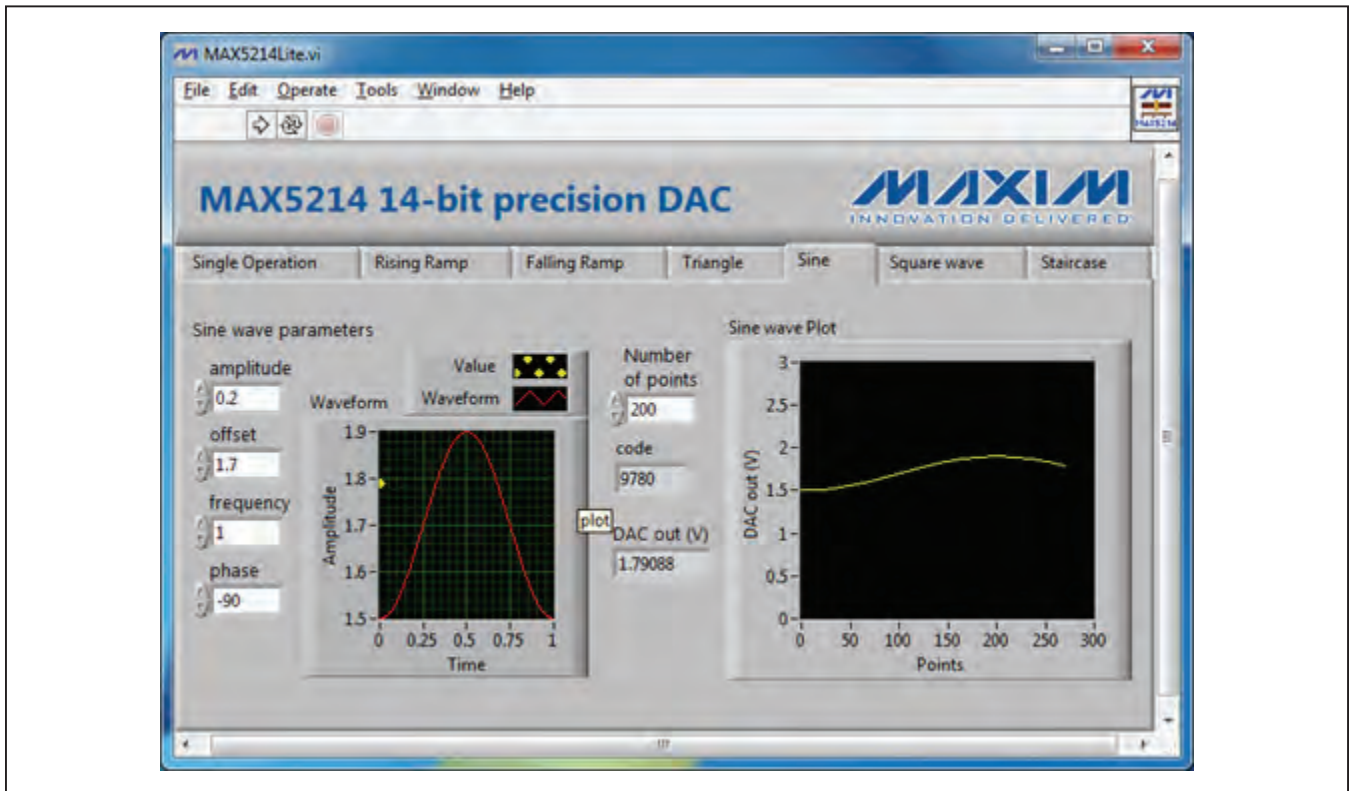 MAX5214Lite.vi
File Edit Operate Tools Window Help
MAX5214
MAX5214 14-bit precision DAC
MAXIM
INNOVATION DELIVERED
Single Operation Rising Ramp Falling Ramp Triangle Sine Square wave Staircase
Sine wave parameters
amplitude
0.2
offset
1.7
frequency
1
phase
-90
Value
Waveform
Waveform
1.9
1.8
1.7
1.6
1.5
Amplitude
0 0.25 0.5 0.75 1
Time
plot
Number
of points
200
code
9780
DAC out (V)
1.79088
Sine wave Plot
3
2.5
2
1.5
1
0.5
0
DAC out (V)
0 50 100 150 200 250 300
Points